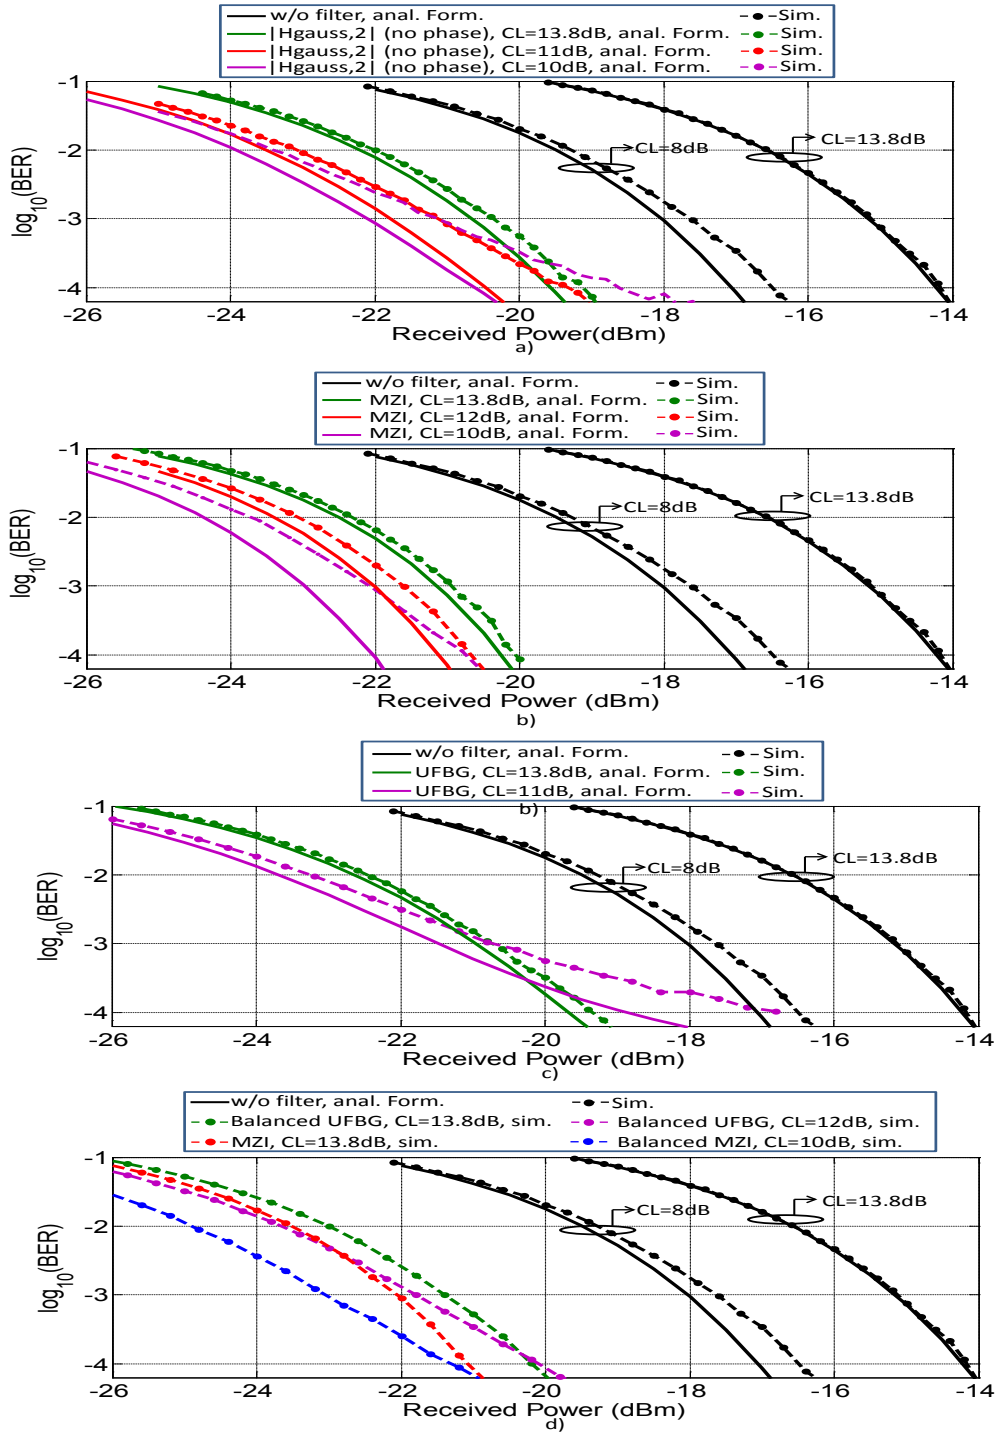 w/o filter, anal. Form. Sim.
|Hgauss,2| (no phase), CL=13.8dB, anal. Form. Sim.
|Hgauss,2| (no phase), CL=11dB, anal. Form. Sim.
|Hgauss,2| (no phase), CL=10dB, anal. Form. Sim.
-1
CL=8dB
CL=13.8dB
-2
log10(BER)
-3
-4
-26 -24 -22 -20 -18 -16 -14
Received Power(dBm)
a)
w/o filter, anal. Form. Sim.
MZI, CL=13.8dB, anal. Form. Sim.
MZI, CL=12dB, anal. Form. Sim.
MZI, CL=10dB, anal. Form. Sim.
-1
CL=8dB
CL=13.8dB
-2
log10(BER)
-3
-4
-26 -24 -22 -20 -18 -16 -14
Received Power (dBm)
b)
w/o filter, anal. Form. Sim.
UFBG, CL=13.8dB, anal. Form. Sim.
UFBG, CL=11dB, anal. Form. Sim.
b)
-1
CL=8dB
CL=13.8dB
-2
log10(BER)
-3
-4
-26 -24 -22 -20 -18 -16 -14
Received Power (dBm)
c)
w/o filter, anal. Form. Sim.
Balanced UFBG, CL=13.8dB, sim. Balanced UFBG, CL=12dB, sim.
MZI, CL=13.8dB, sim. Balanced MZI, CL=10dB, sim.
-1
CL=8dB
CL=13.8dB
-2
log10(BER)
-3
-4
-26 -24 -22 -20 -18 -16 -14
Received Power (dBm)
d)